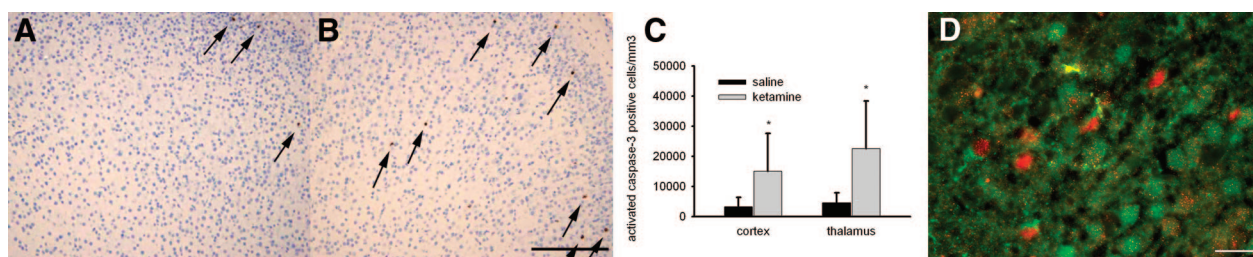 A
B
C
D
activated caspase-3 positive cells/mm3
50000
40000
30000
20000
10000
0
saline
ketamine
*
*
cortex
thalamus